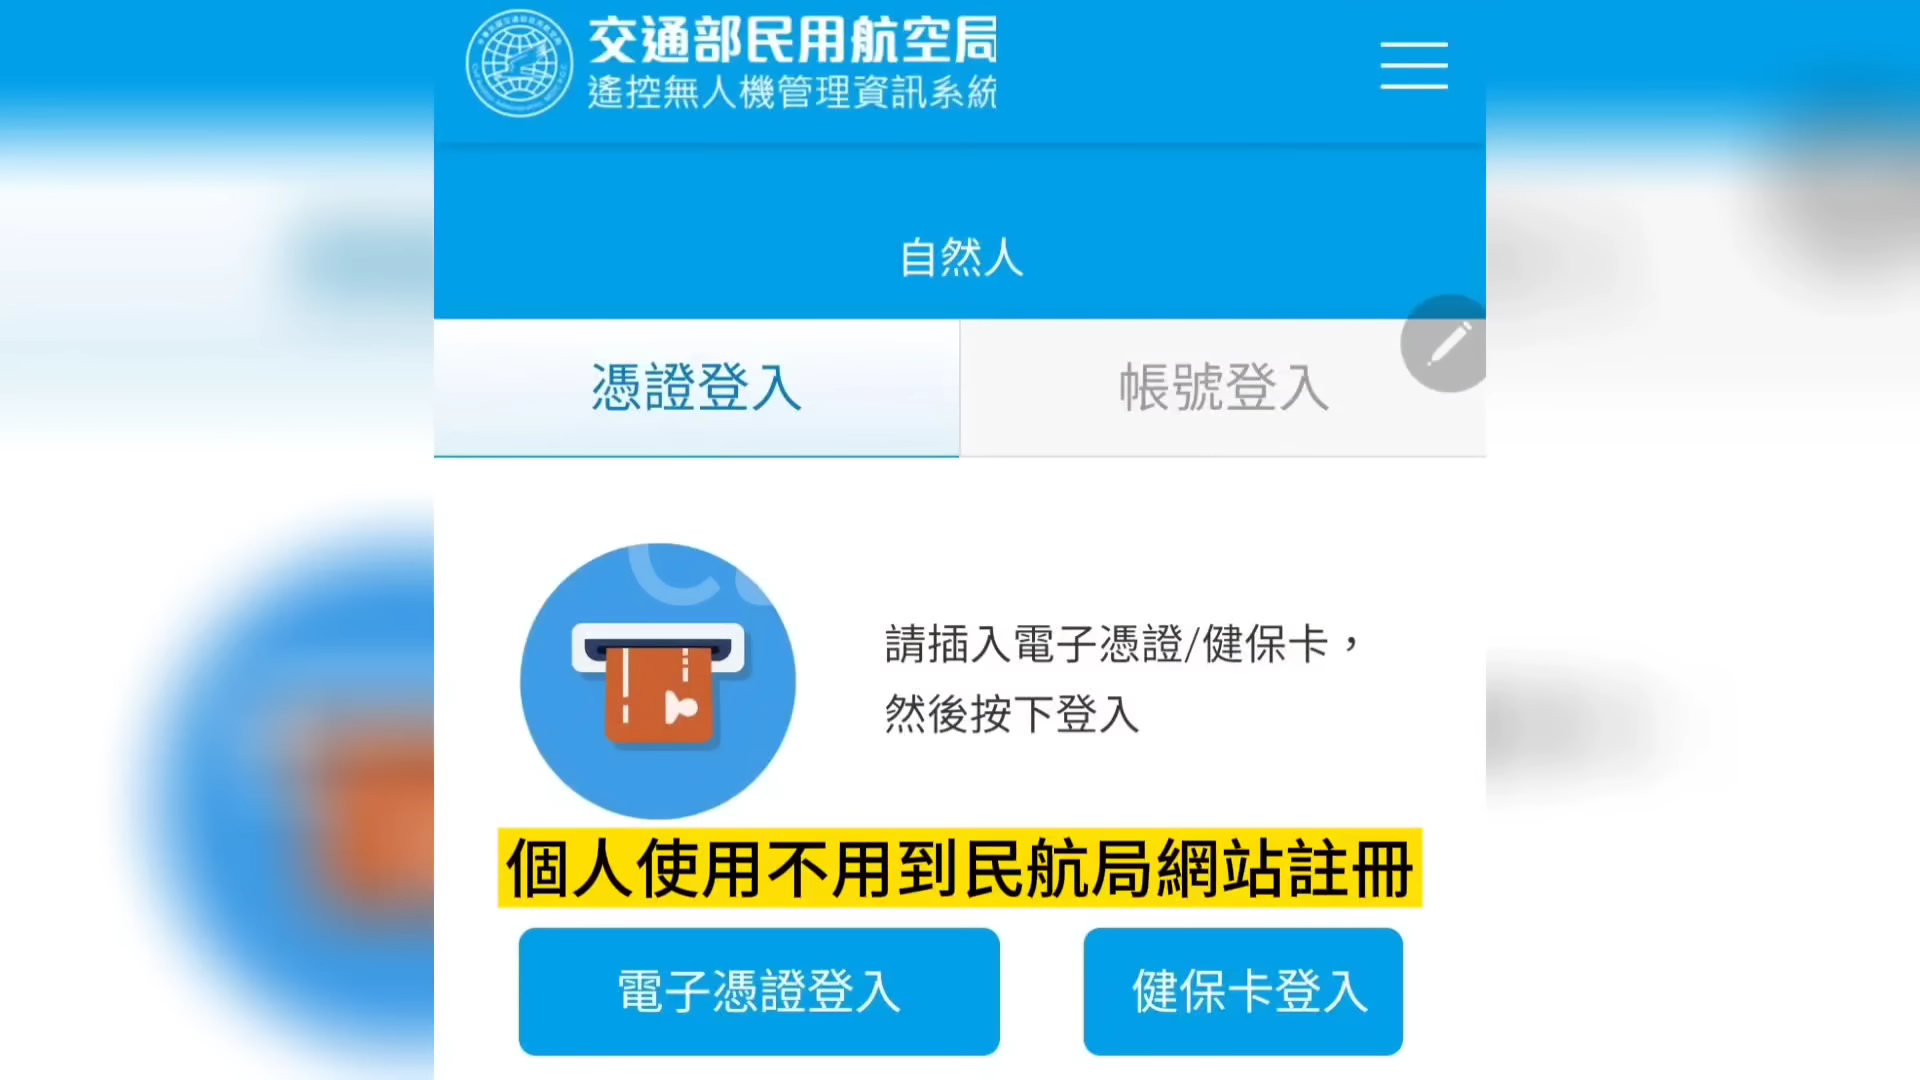 交通部民用航空局
遙控無人機管理資訊系統
自然人
憑證登入
帳號登入
請插入電子憑證/健保卡，
然後按下登入
個人使用不用到民航局網站註冊
電子憑證登入
健保卡登入